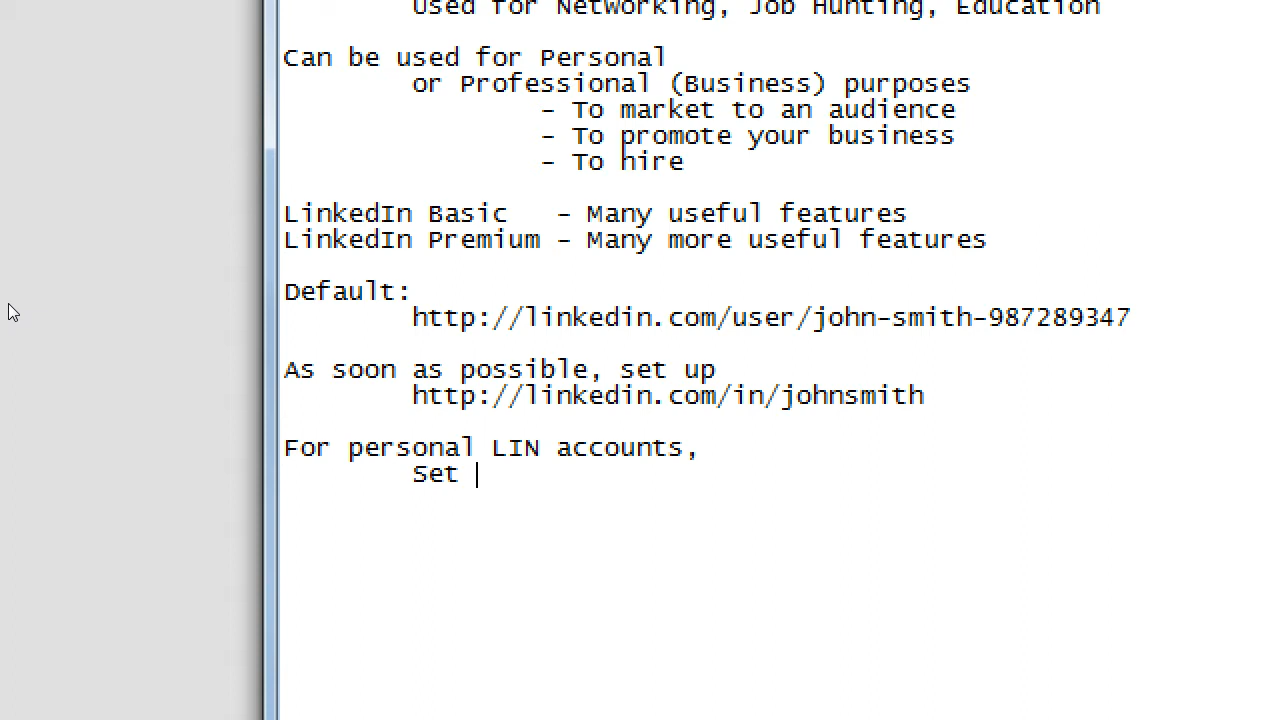 Used for Networking, Job Hunting, Education
Can be used for Personal
or Professional (Business) purposes
- To market to an audience
- To promote your business
- To hire
LinkedIn Basic - Many useful features
LinkedIn Premium - Many more useful features
Default:
http://linkedin.com/user/john-smith-987289347
As soon as possible, set up
http://linkedin.com/in/johnsmith
For personal LIN accounts,
Set